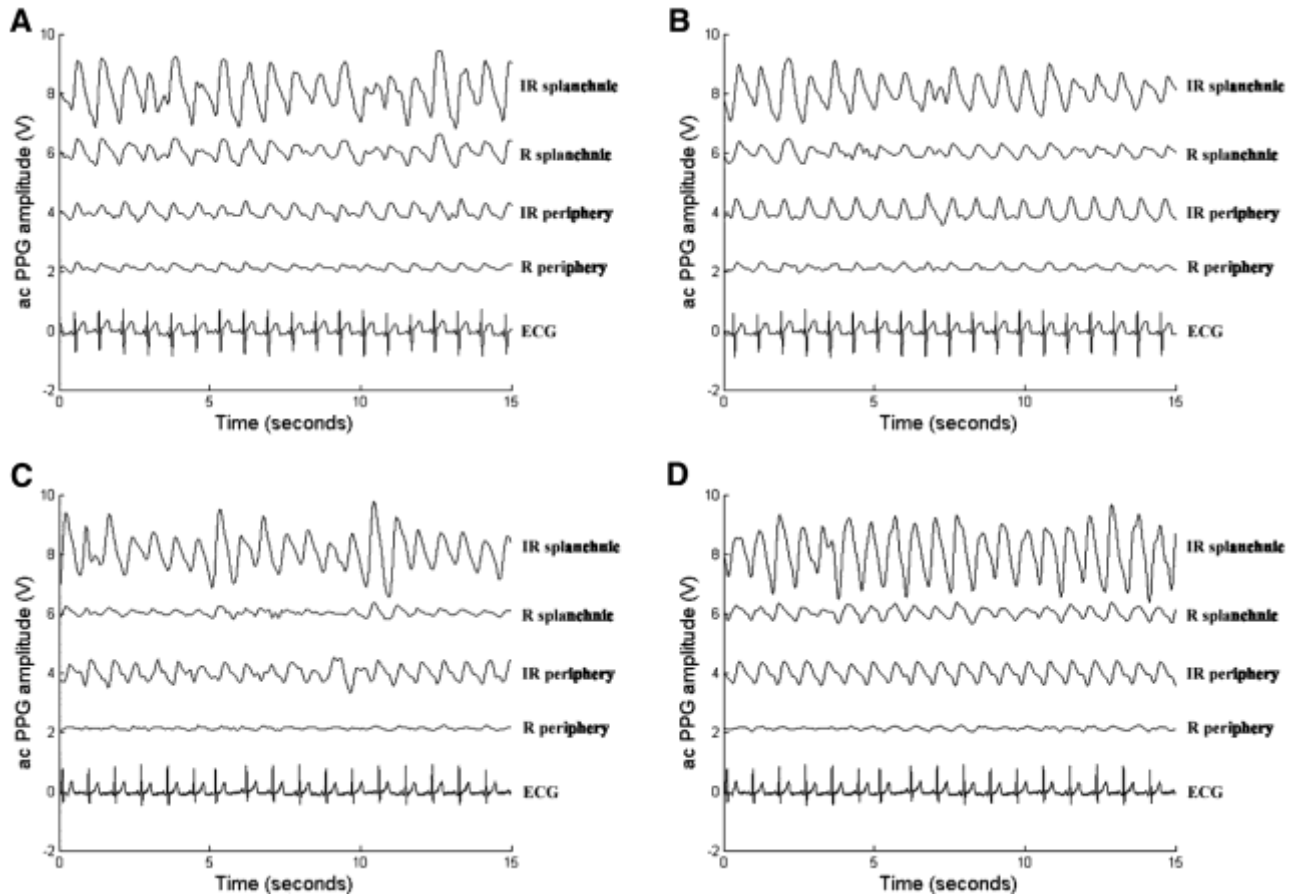 A
10
8
6
4
2
0
-2
ac PPG amplitude (V)
IR splanchnic
R splanchnic
IR periphery
R periphery
ECG
0
5
10
15
Time (seconds)
B
10
8
6
4
2
0
-2
ac PPG amplitude (V)
IR splanchnic
R splanchnic
IR periphery
R periphery
ECG
0
5
10
15
Time (seconds)
C
10
8
6
4
2
0
-2
ac PPG amplitude (V)
IR splanchnic
R splanchnic
IR periphery
R periphery
ECG
0
5
10
15
Time (seconds)
D
10
8
6
4
2
0
-2
ac PPG amplitude (V)
IR splanchnic
R splanchnic
IR periphery
R periphery
ECG
0
5
10
15
Time (seconds)